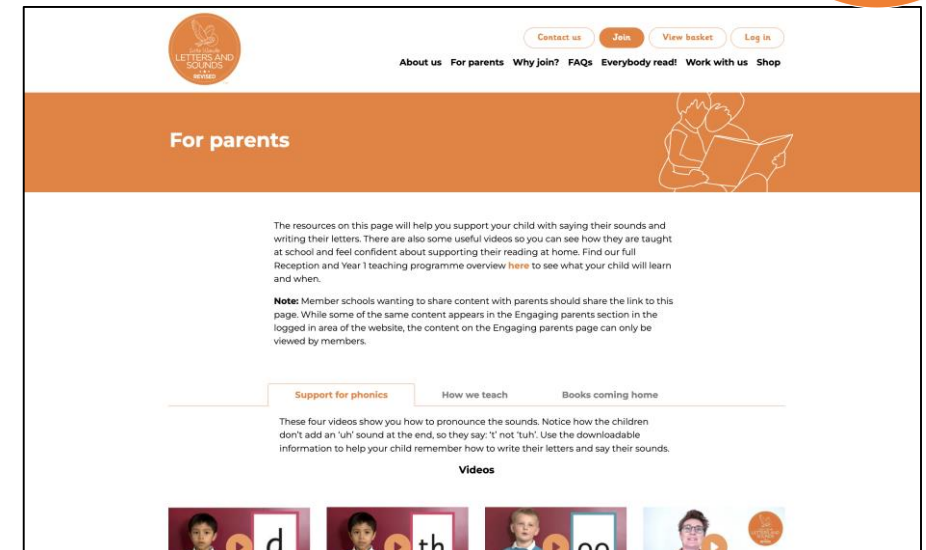 Little Wandle
LETTERS AND
SOUNDS
REVISED
Contact us Join View basket Log in
About us For parents Why join? FAQs Everybody read! Work with us Shop
For parents
The resources on this page will help you support your child with saying their sounds and
writing their letters. There are also some useful videos so you can see how they are taught
at school and feel confident about supporting their reading at home. Find our full
Reception and Year 1 teaching programme overview here to see what your child will learn
and when.
Note: Member schools wanting to share content with parents should share the link to this
page. While some of the same content appears in the Engaging parents section in the
logged in area of the website, the content on the Engaging parents page can only be
viewed by members.
Support for phonics How we teach Books coming home
These four videos show you how to pronounce the sounds. Notice how the children
don't add an 'uh' sound at the end, so they say: 't' not 'tuh'. Use the downloadable
information to help your child remember how to write their letters and say their sounds.
Videos
d th oo